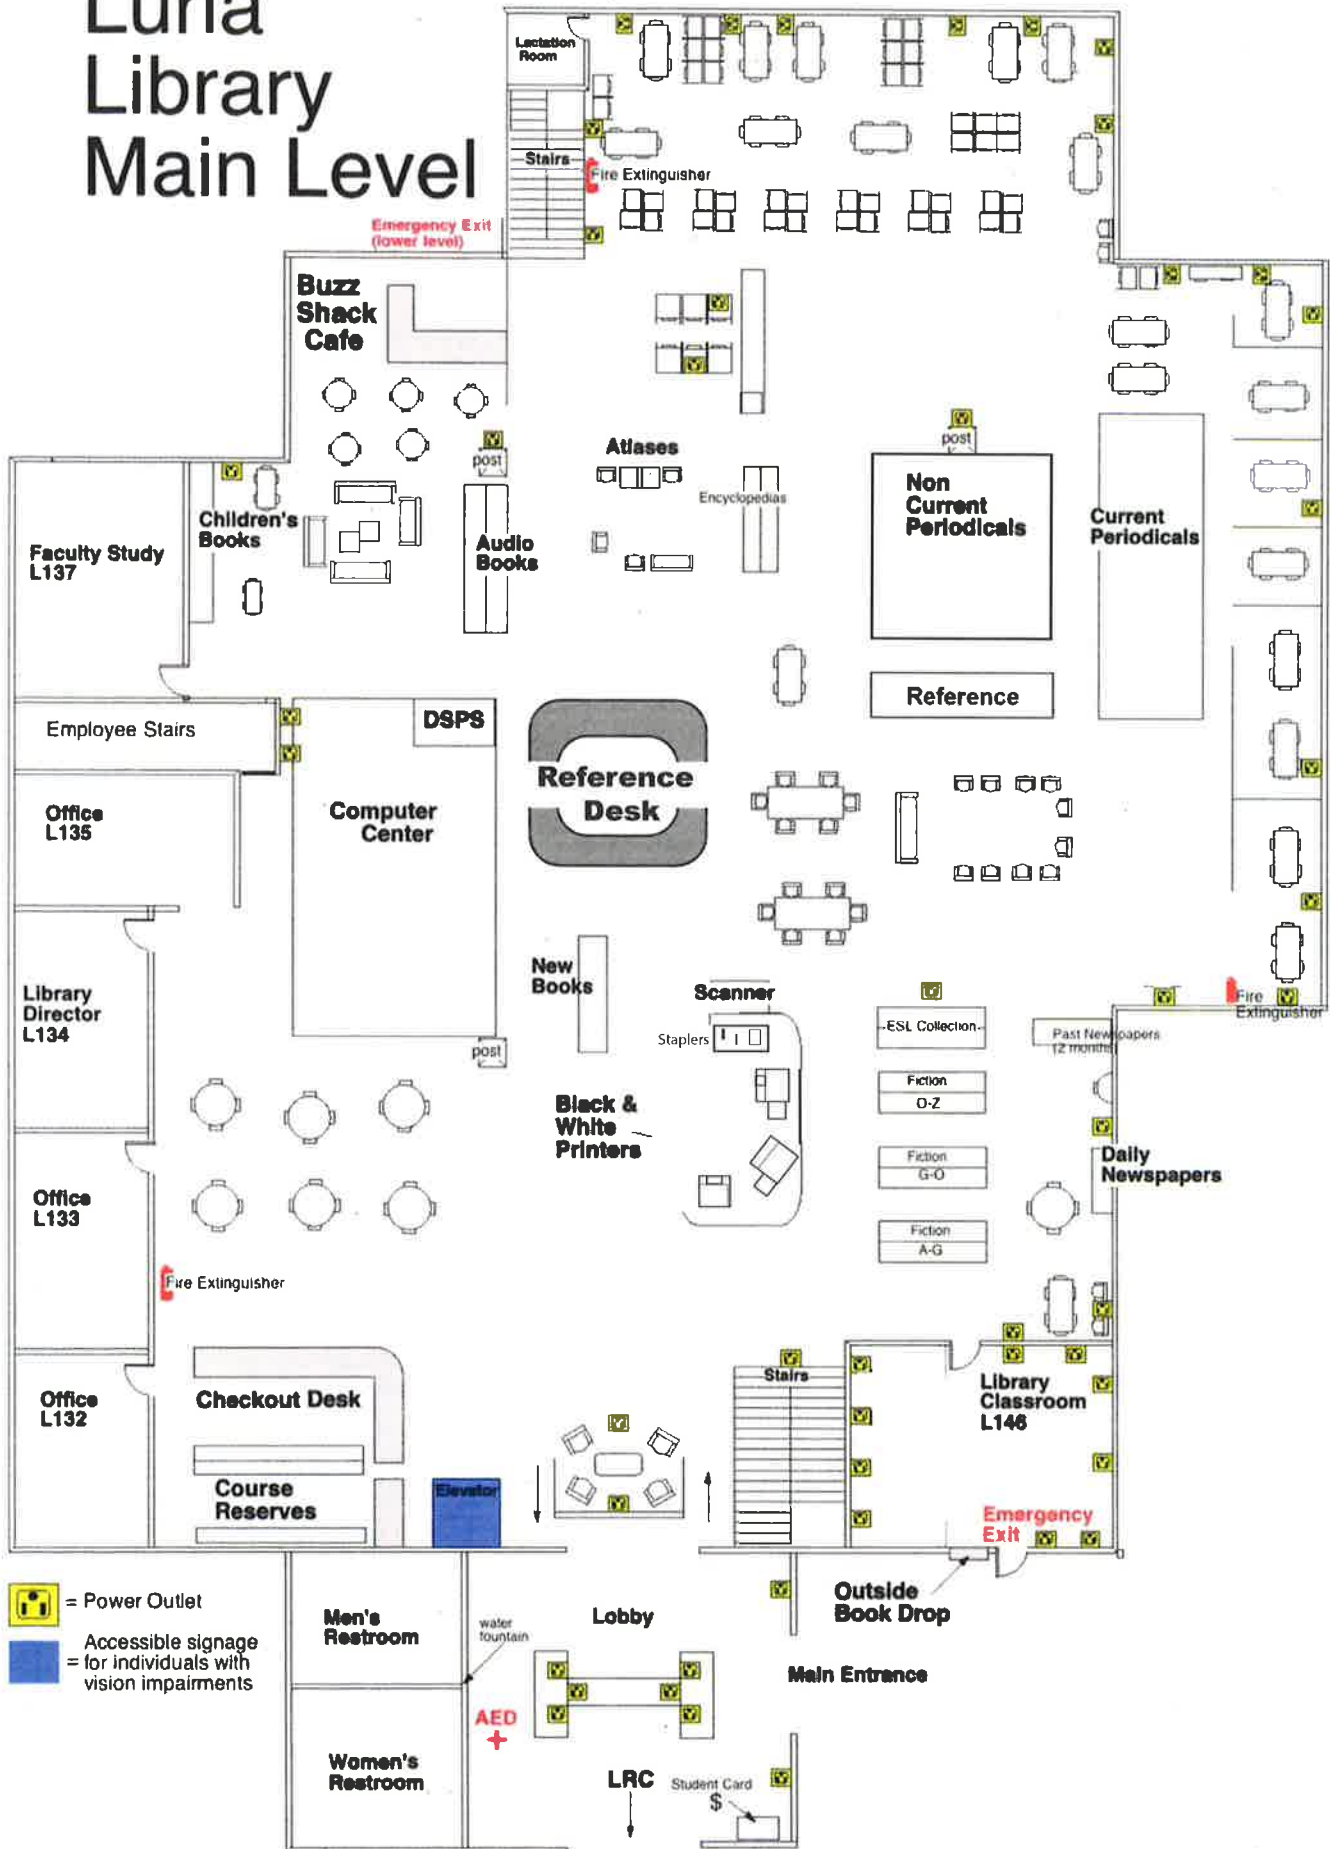 Luna
Library
Main Level
Lactation
Room
Stairs
Fire Extinguisher
Emergency Exit
(lower level)
Buzz
Shack
Cafe
post
post
Atlases
Encyclopedias
Non
Current
Periodicals
Current
Periodicals
Children's
Books
Audio
Books
Faculty Study
L137
Reference
Employee Stairs
DSPS
Reference
Desk
Computer
Center
Office
L135
New
Books
Library
Director
L134
Scanner
Staplers
ESL Collection
Fire
Extinguisher
Past Newspapers
(2 months)
post
Fiction
O-Z
Black &
White
Printers
Fiction
G-O
Daily
Newspapers
Office
L133
Fiction
A-G
Fire Extinguisher
Stairs
Library
Classroom
L146
Office
L132
Checkout Desk
Course
Reserves
Elevator
Emergency
Exit
= Power Outlet
Accessible signage
= for individuals with
vision impairments
Men's
Restroom
water
fountain
Lobby
Outside
Book Drop
Main Entrance
AED
Women's
Restroom
LRC
Student Card
$